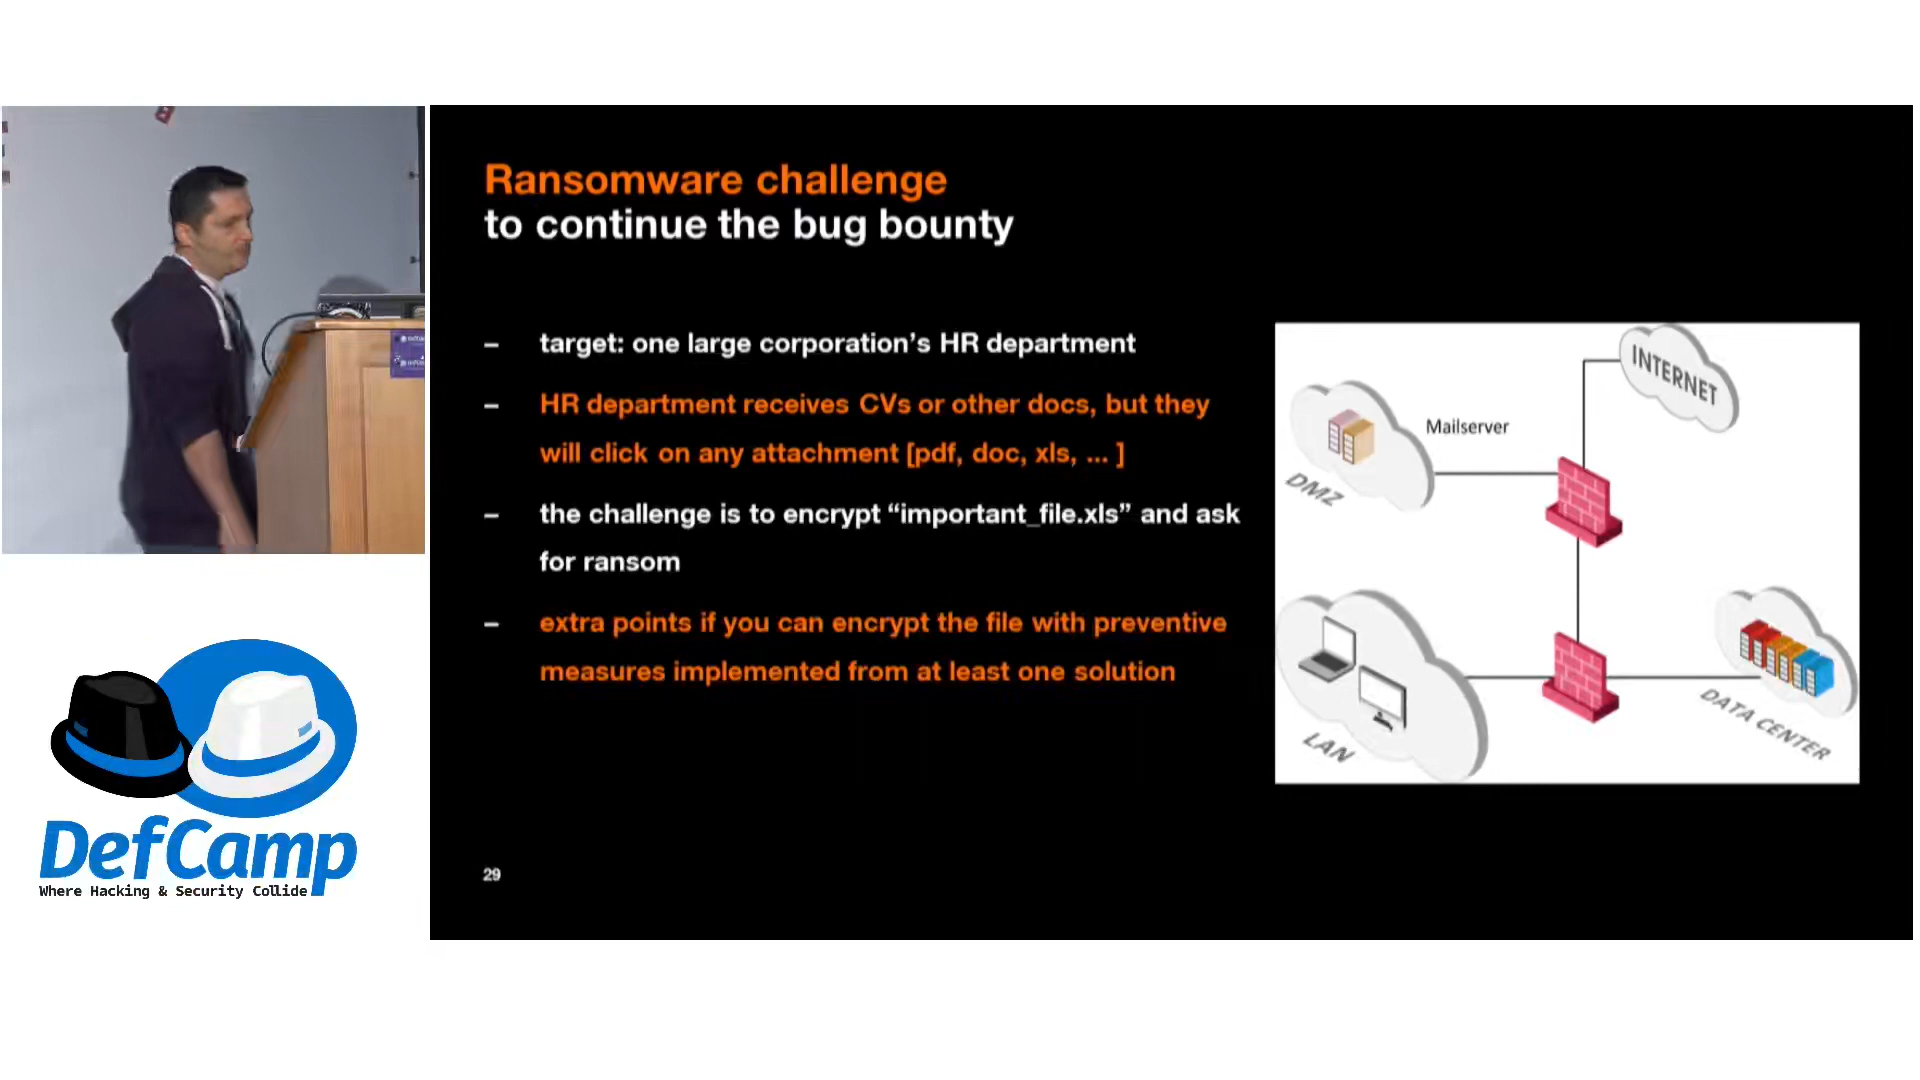 Ransomware challenge
to continue the bug bounty
– target: one large corporation’s HR department
– HR department receives CVs or other docs, but they
will click on any attachment [pdf, doc, xls, ... ]
– the challenge is to encrypt “important_file.xls” and ask
for ransom
– extra points if you can encrypt the file with preventive
measures implemented from at least one solution
INTERNET
Mailserver
DMZ
LAN
DATA CENTER
29
DefCamp
Where Hacking & Security Collide